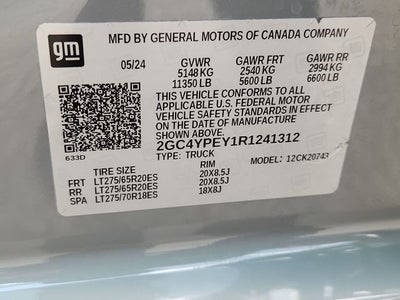 gm MFD BY GENERAL MOTORS OF CANADA COMPANY
05/24 GVWR GAWR FRT GAWR RR
5148 KG 2540 KG 2994 KG
11350 LB 5600 LB 6600 LB
THIS VEHICLE CONFORMS TO ALL
APPLICABLE U.S. FEDERAL MOTOR
VEHICLE SAFETY STANDARDS IN
EFFECT ON THE DATE OF
MANUFACTURE SHOWN ABOVE.
2GC4YPEY1R1241312
633D TYPE: TRUCK MODEL: 12CK20743
TIRE SIZE RIM
FRT LT275/65R20ES 20X8.5J
RR LT275/65R20ES 20X8.5J
SPA LT275/70R18ES 18X8J